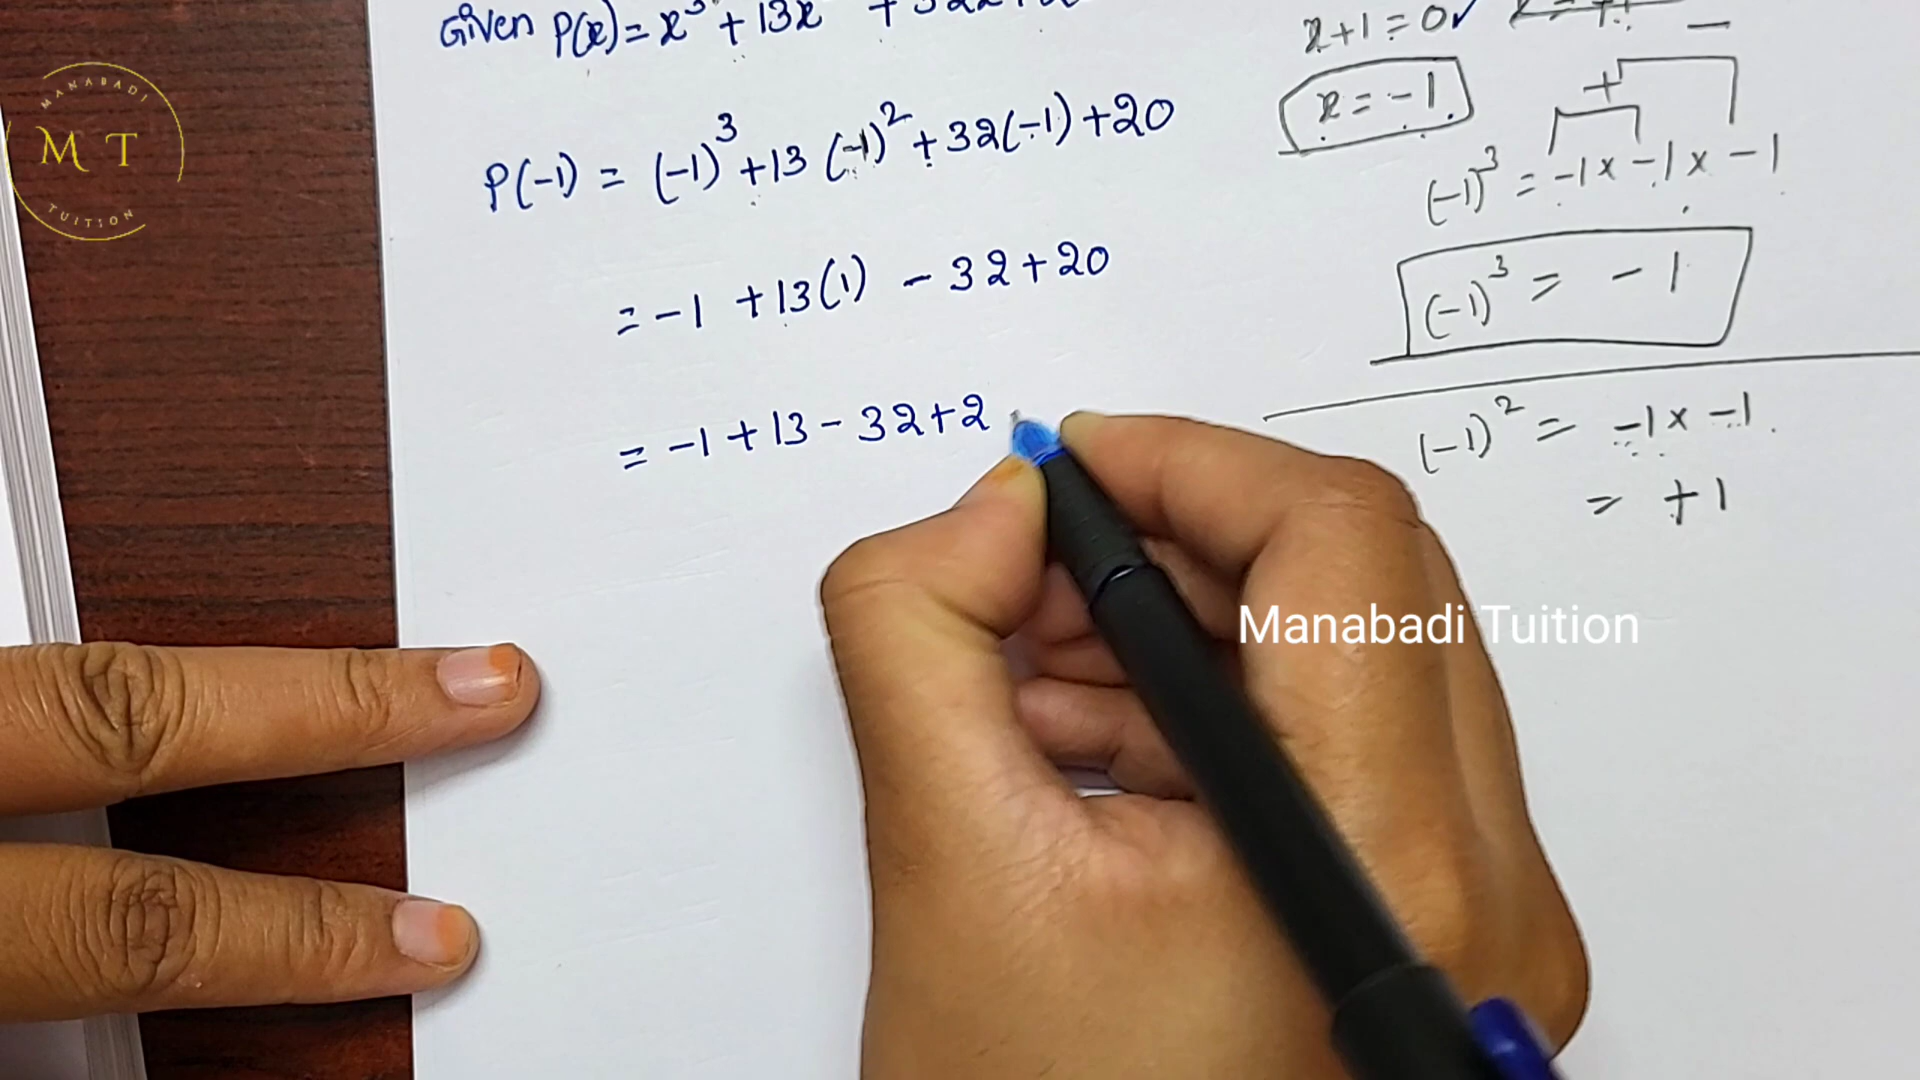 Given P(x) = x³ + 13x
P(-1) = (-1)³ + 13 (-1)² + 32(-1) + 20
= -1 + 13(1) - 32 + 20
= -1 + 13 - 32 + 2
x + 1 = 0 ✓
x = -1
+ −
(-1)³ = -1 x -1 x -1
(-1)³ = -1
(-1)² = -1 x -1
= +1
MANABADI
M T
TUITION
Manabadi Tuition